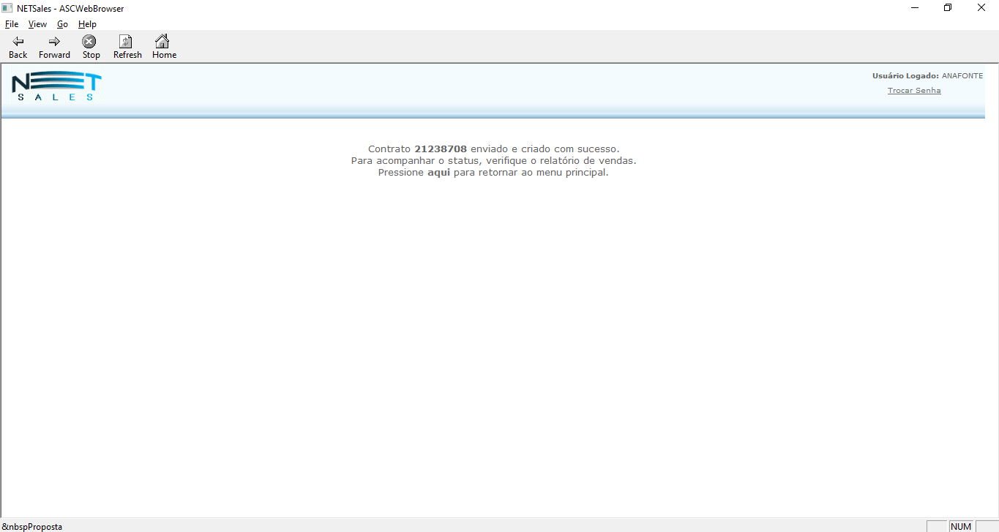 NETSales - ASCWebBrowser
File View Go Help
Back Forward Stop Refresh Home
NET
SALES
Usuário Logado: ANAFONTE
Trocar Senha
Contrato 21238708 enviado e criado com sucesso.
Para acompanhar o status, verifique o relatório de vendas.
Pressione aqui para retornar ao menu principal.
&nbspProposta
NUM